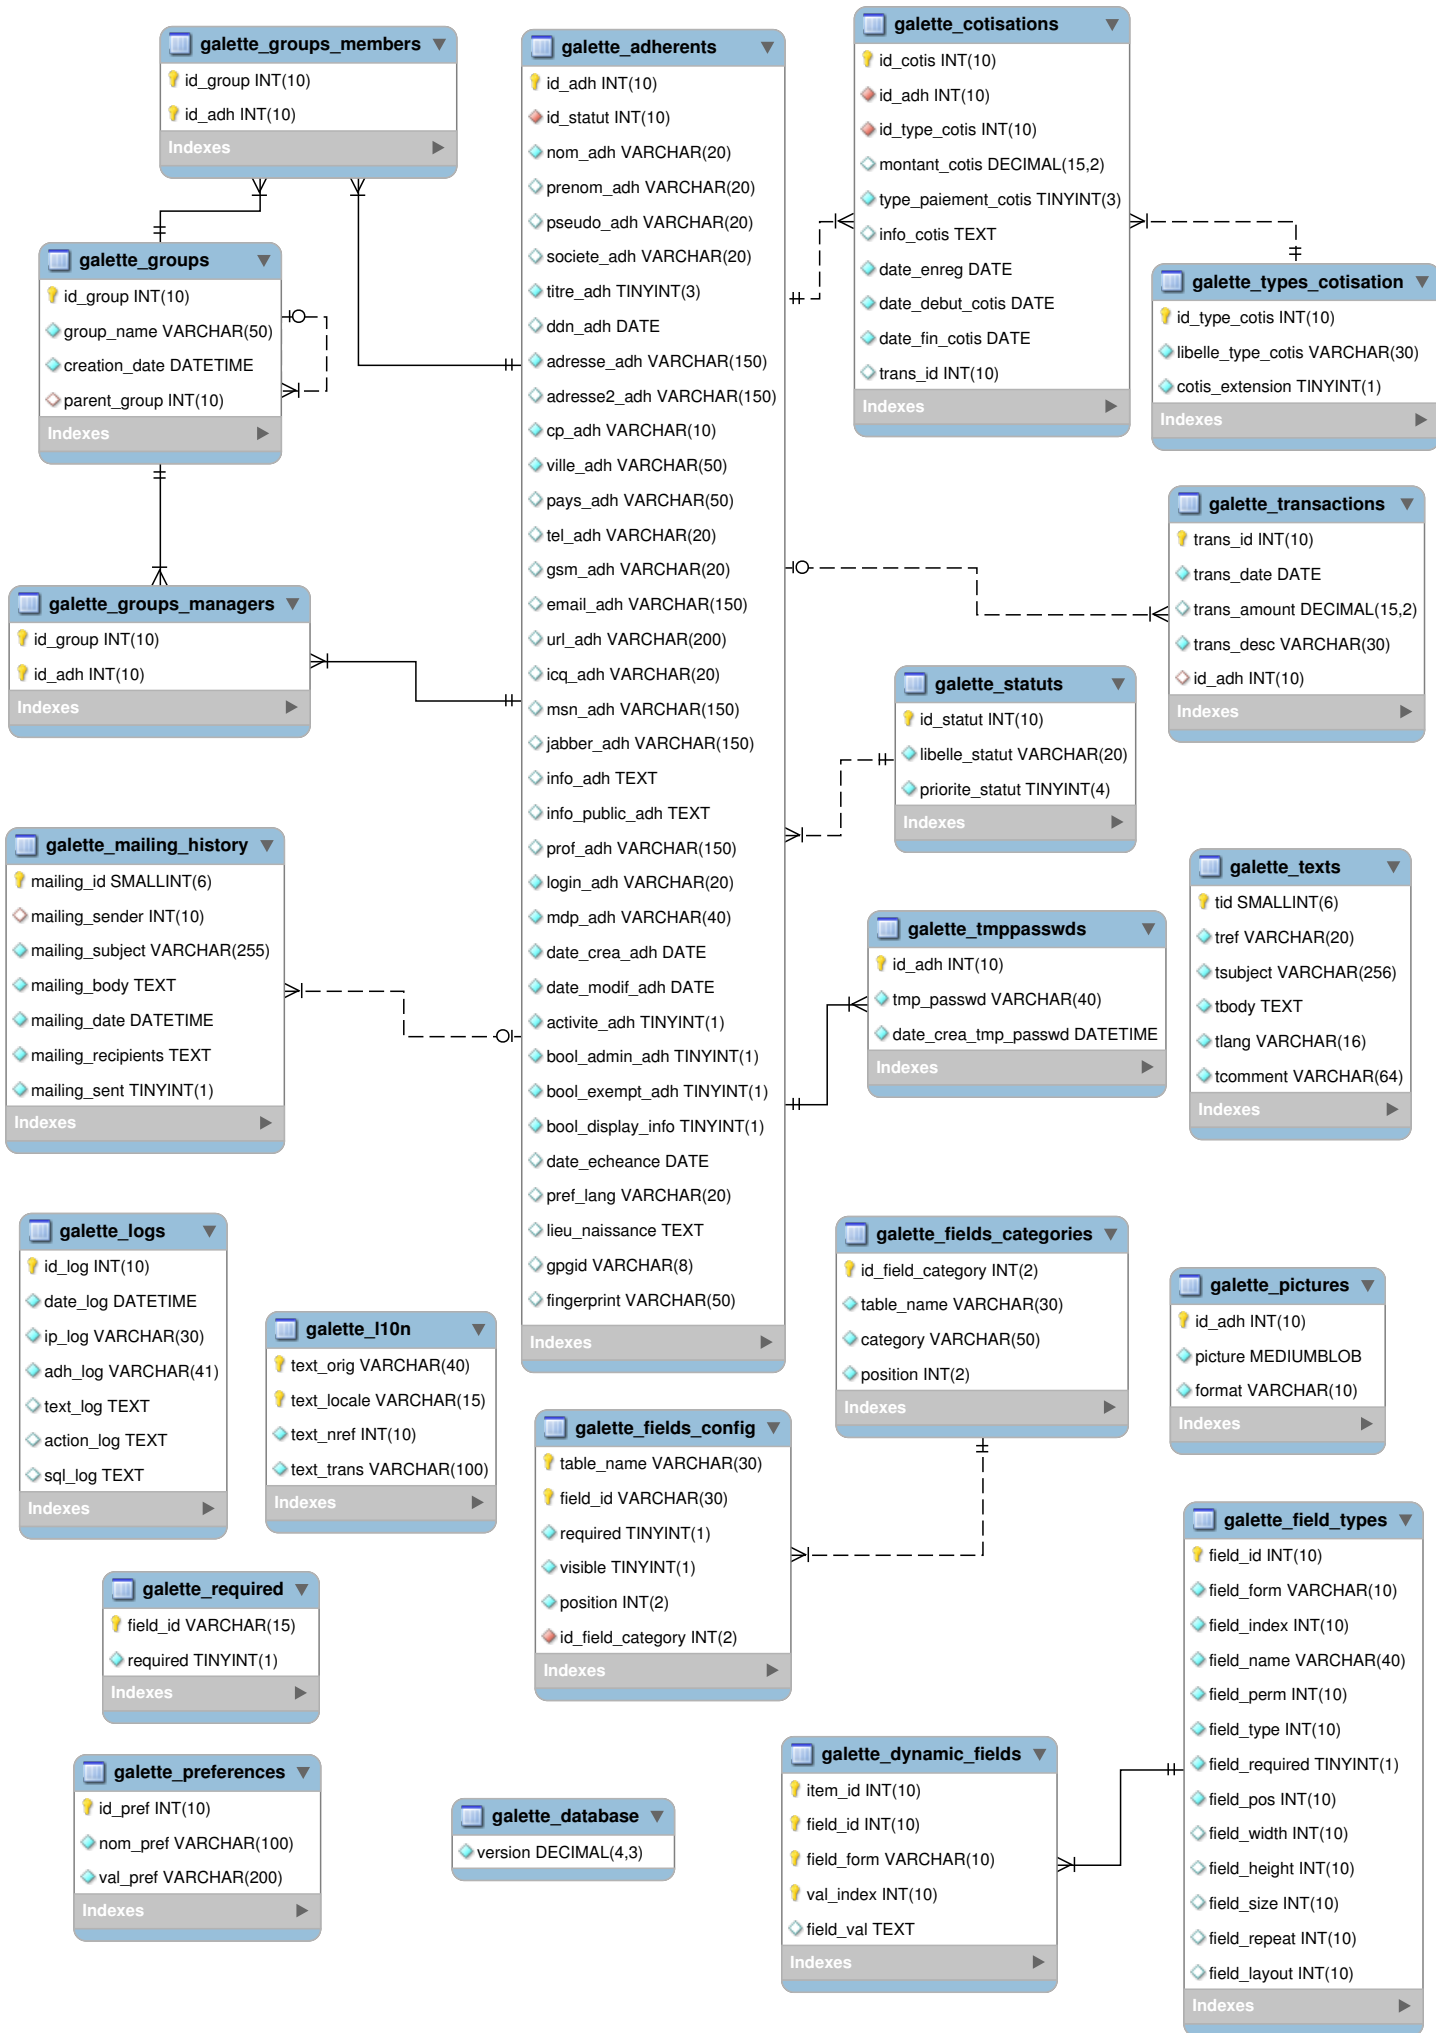 galette_groups_members
id_group INT(10)
id_adh INT(10)
Indexes
galette_groups
id_group INT(10)
group_name VARCHAR(50)
creation_date DATETIME
parent_group INT(10)
Indexes
galette_groups_managers
id_group INT(10)
id_adh INT(10)
Indexes
galette_mailing_history
mailing_id SMALLINT(6)
mailing_sender INT(10)
mailing_subject VARCHAR(255)
mailing_body TEXT
mailing_date DATETIME
mailing_recipients TEXT
mailing_sent TINYINT(1)
Indexes
galette_adherents
id_adh INT(10)
id_statut INT(10)
nom_adh VARCHAR(20)
prenom_adh VARCHAR(20)
pseudo_adh VARCHAR(20)
societe_adh VARCHAR(20)
titre_adh TINYINT(3)
ddn_adh DATE
adresse_adh VARCHAR(150)
adresse2_adh VARCHAR(150)
cp_adh VARCHAR(10)
ville_adh VARCHAR(50)
pays_adh VARCHAR(50)
tel_adh VARCHAR(20)
gsm_adh VARCHAR(20)
email_adh VARCHAR(150)
url_adh VARCHAR(200)
icq_adh VARCHAR(20)
msn_adh VARCHAR(150)
jabber_adh VARCHAR(150)
info_adh TEXT
info_public_adh TEXT
prof_adh VARCHAR(150)
login_adh VARCHAR(20)
mdp_adh VARCHAR(40)
date_crea_adh DATE
date_modif_adh DATE
activite_adh TINYINT(1)
bool_admin_adh TINYINT(1)
bool_exempt_adh TINYINT(1)
bool_display_info TINYINT(1)
date_echeance DATE
pref_lang VARCHAR(20)
lieu_naissance TEXT
gpgid VARCHAR(8)
fingerprint VARCHAR(50)
Indexes
galette_cotisations
id_cotis INT(10)
id_adh INT(10)
id_type_cotis INT(10)
montant_cotis DECIMAL(15,2)
type_paiement_cotis TINYINT(3)
info_cotis TEXT
date_enreg DATE
date_debut_cotis DATE
date_fin_cotis DATE
trans_id INT(10)
Indexes
galette_types_cotisation
id_type_cotis INT(10)
libelle_type_cotis VARCHAR(30)
cotis_extension TINYINT(1)
Indexes
galette_transactions
trans_id INT(10)
trans_date DATE
trans_amount DECIMAL(15,2)
trans_desc VARCHAR(30)
id_adh INT(10)
Indexes
galette_statuts
id_statut INT(10)
libelle_statut VARCHAR(20)
priorite_statut TINYINT(4)
Indexes
galette_tmppasswds
id_adh INT(10)
tmp_passwd VARCHAR(40)
date_crea_tmp_passwd DATETIME
Indexes
galette_texts
tid SMALLINT(6)
tref VARCHAR(20)
tsubject VARCHAR(256)
tbody TEXT
tlang VARCHAR(16)
tcomment VARCHAR(64)
Indexes
galette_logs
id_log INT(10)
date_log DATETIME
ip_log VARCHAR(30)
adh_log VARCHAR(41)
text_log TEXT
action_log TEXT
sql_log TEXT
Indexes
galette_l10n
text_orig VARCHAR(40)
text_locale VARCHAR(15)
text_nref INT(10)
text_trans VARCHAR(100)
Indexes
galette_fields_categories
id_field_category INT(2)
table_name VARCHAR(30)
category VARCHAR(50)
position INT(2)
Indexes
galette_pictures
id_adh INT(10)
picture MEDIUMBLOB
format VARCHAR(10)
Indexes
galette_fields_config
table_name VARCHAR(30)
field_id VARCHAR(30)
required TINYINT(1)
visible TINYINT(1)
position INT(2)
id_field_category INT(2)
Indexes
galette_required
field_id VARCHAR(15)
required TINYINT(1)
Indexes
galette_preferences
id_pref INT(10)
nom_pref VARCHAR(100)
val_pref VARCHAR(200)
Indexes
galette_database
version DECIMAL(4,3)
galette_dynamic_fields
item_id INT(10)
field_id INT(10)
field_form VARCHAR(10)
val_index INT(10)
field_val TEXT
Indexes
galette_field_types
field_id INT(10)
field_form VARCHAR(10)
field_index INT(10)
field_name VARCHAR(40)
field_perm INT(10)
field_type INT(10)
field_required TINYINT(1)
field_pos INT(10)
field_width INT(10)
field_height INT(10)
field_size INT(10)
field_repeat INT(10)
field_layout INT(10)
Indexes